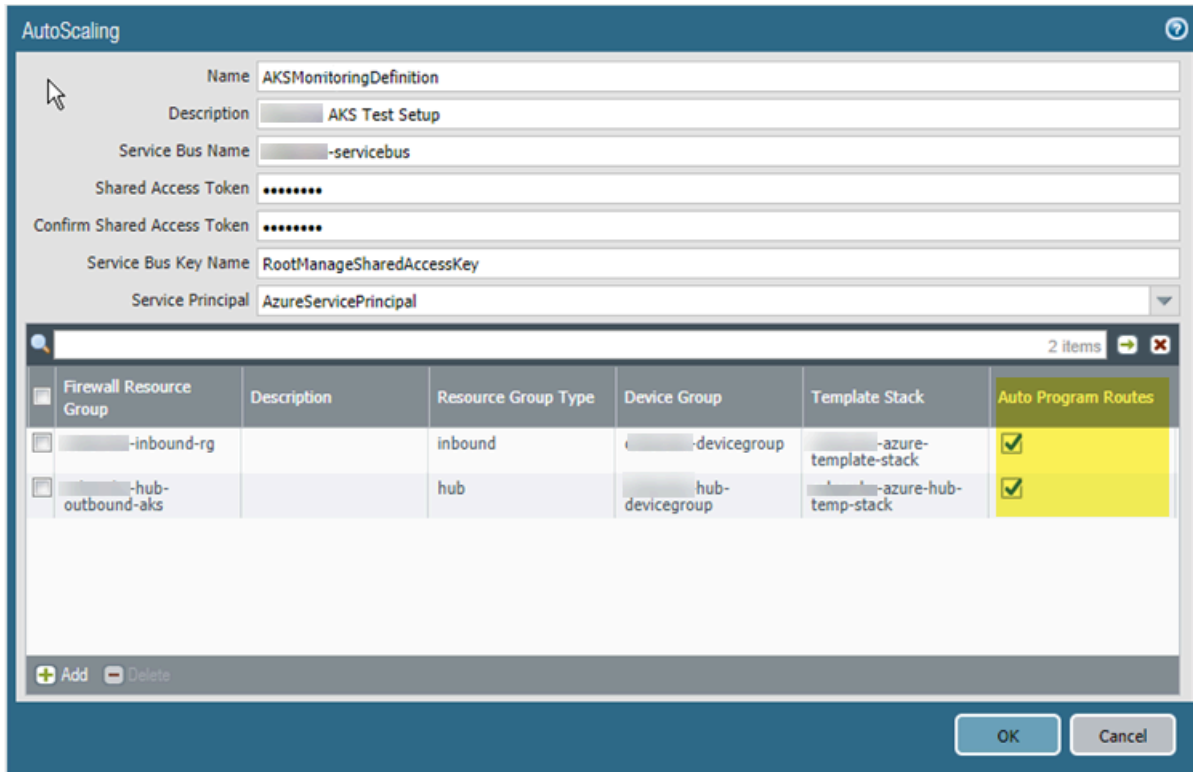 AutoScaling
Name AKSMonitoringDefinition
Description AKS Test Setup
Service Bus Name -servicebus
Shared Access Token ••••••••
Confirm Shared Access Token ••••••••
Service Bus Key Name RootManageSharedAccessKey
Service Principal AzureServicePrincipal
2 items
Firewall Resource
Group
Description
Resource Group Type
Device Group
Template Stack
Auto Program Routes
-inbound-rg
inbound
-devicegroup
-azure-
template-stack
-hub-
outbound-aks
hub
hub-
devicegroup
-azure-hub-
temp-stack
Add Delete
OK Cancel